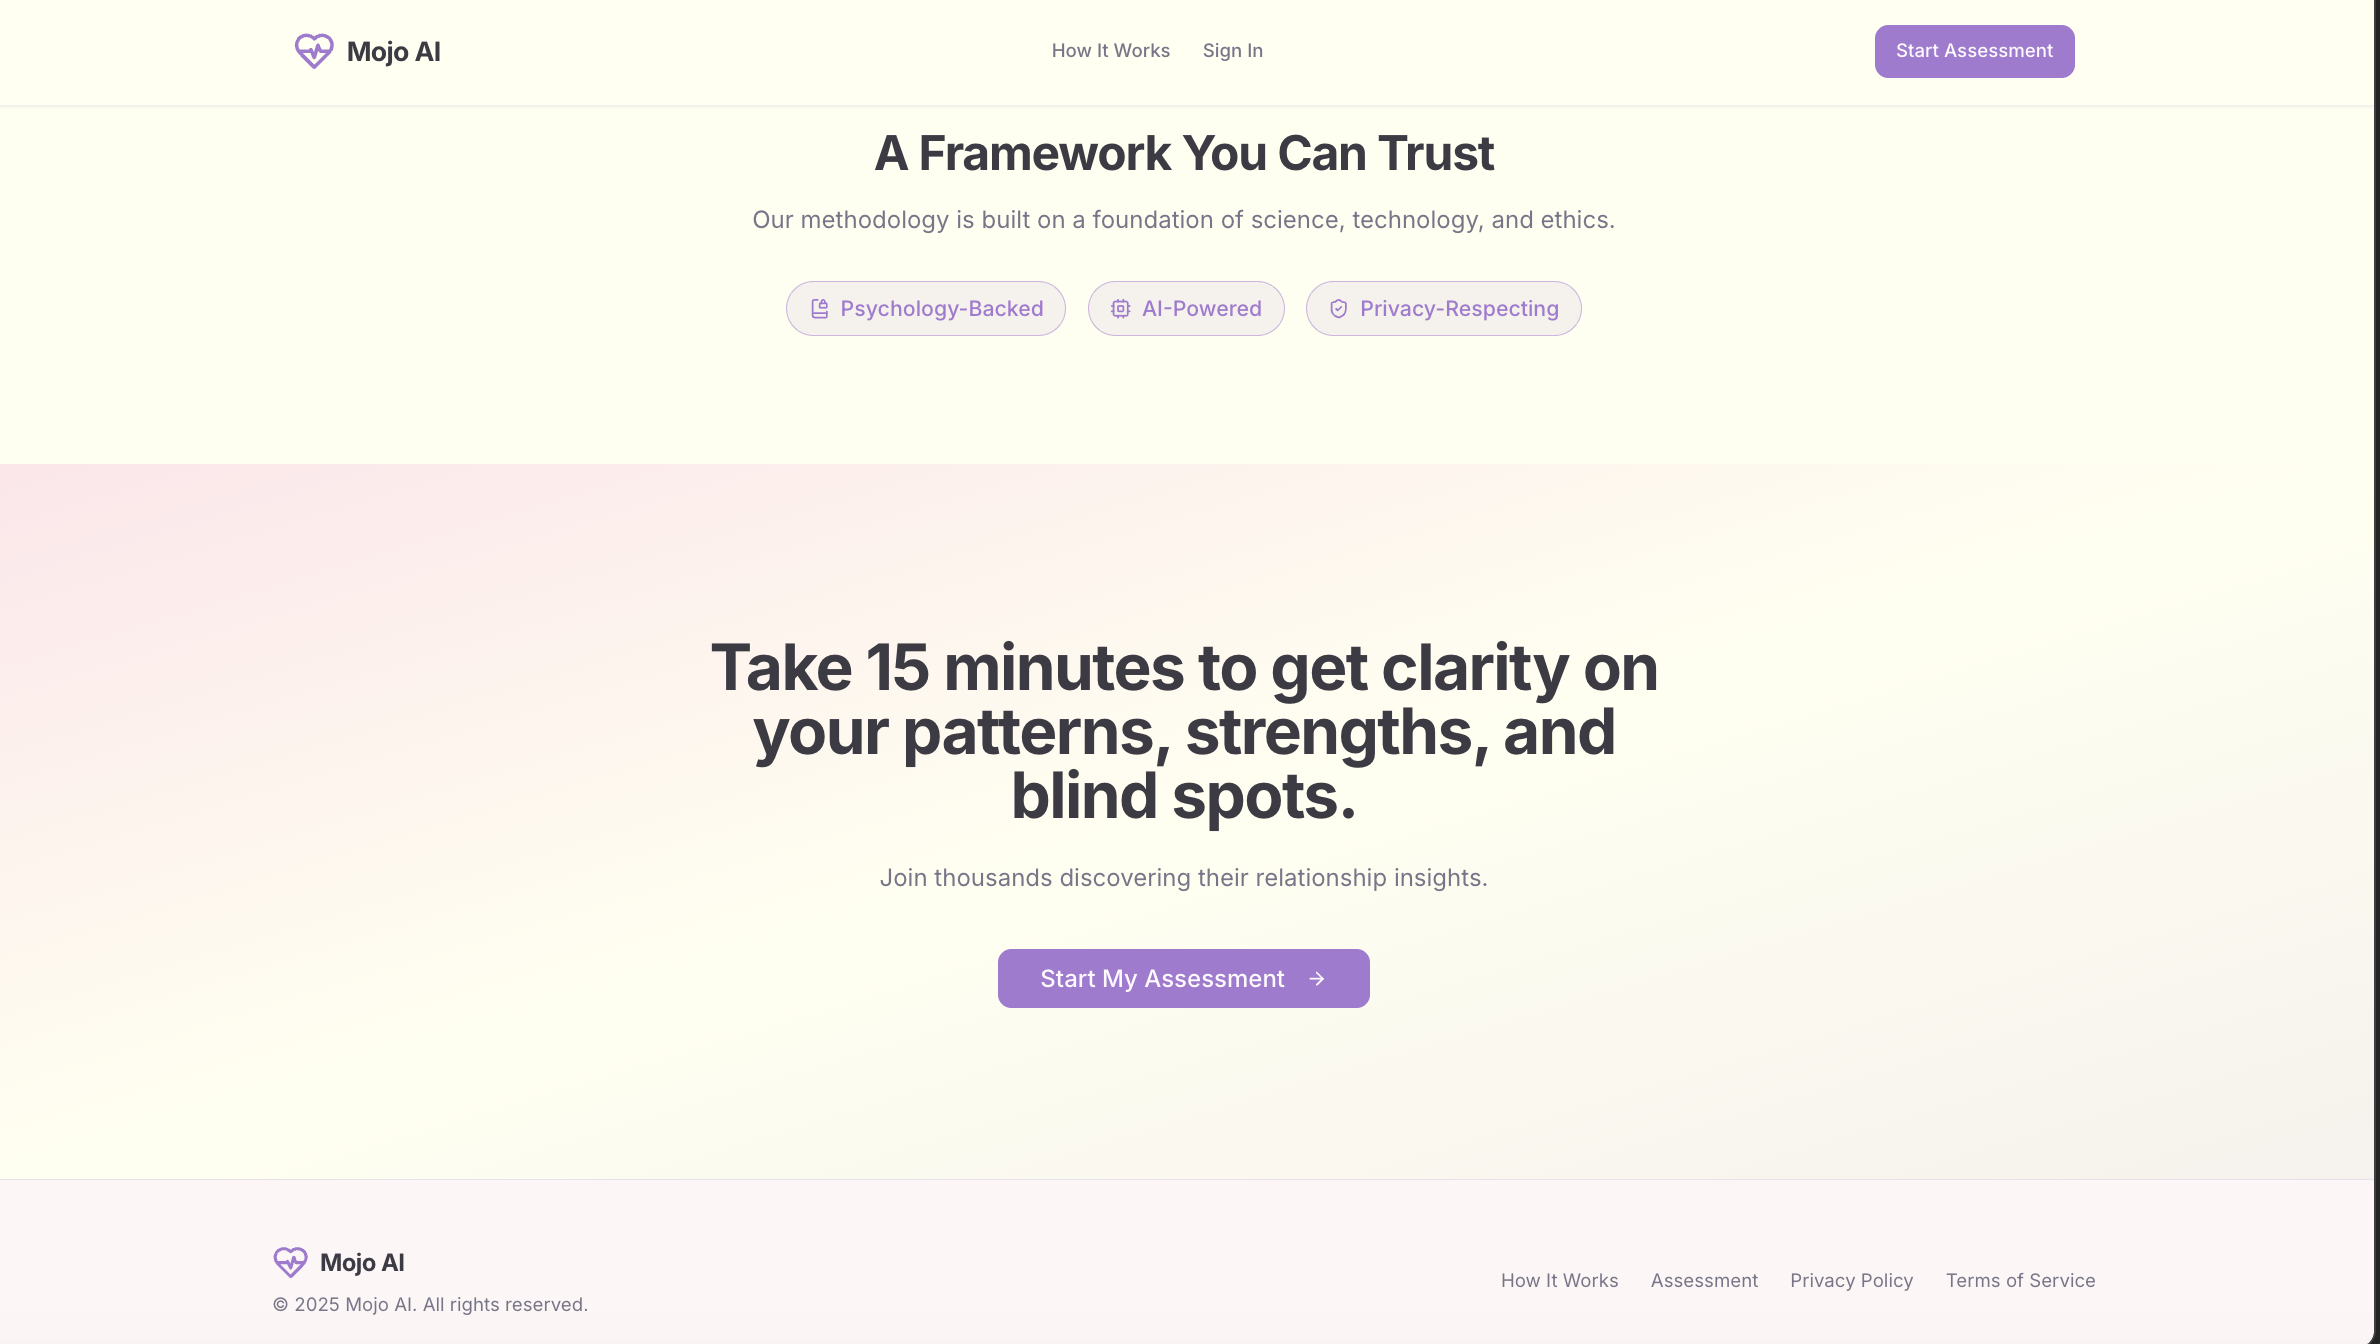 Mojo AI
How It Works
Sign In
Start Assessment
A Framework You Can Trust
Our methodology is built on a foundation of science, technology, and ethics.
Psychology-Backed
AI-Powered
Privacy-Respecting
Take 15 minutes to get clarity on
your patterns, strengths, and
blind spots.
Join thousands discovering their relationship insights.
Start My Assessment
Mojo AI
© 2025 Mojo AI. All rights reserved.
How It Works
Assessment
Privacy Policy
Terms of Service